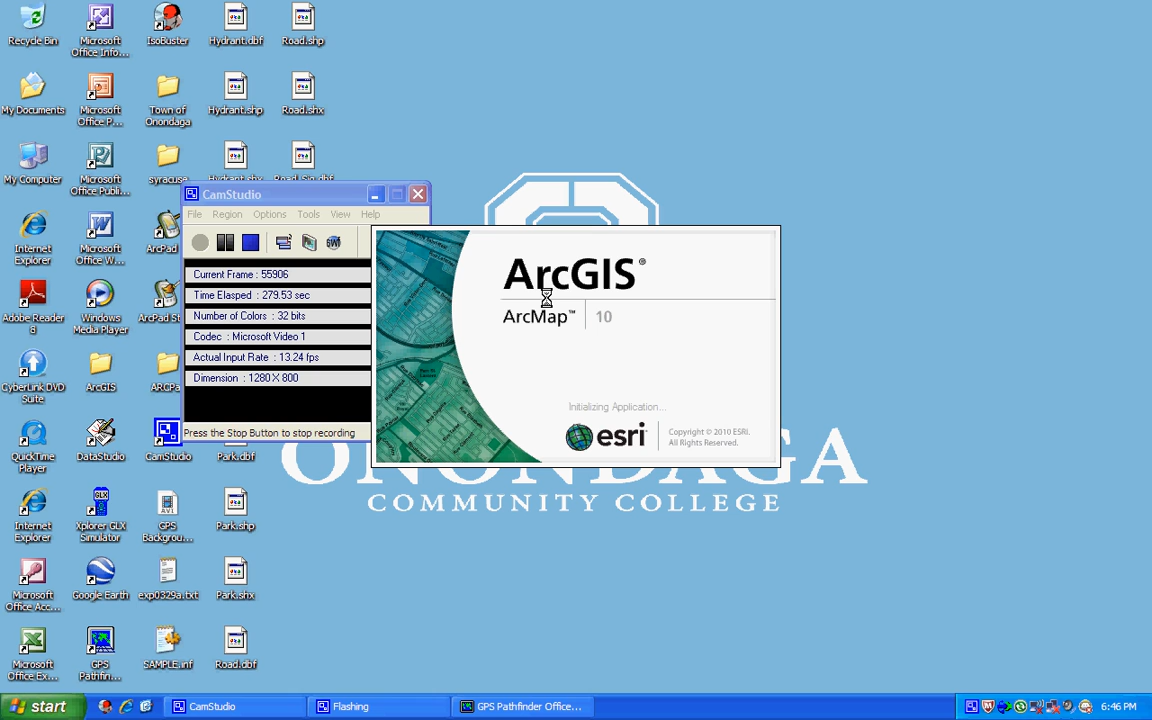 Recycle Bin
Microsoft
Office Info...
IsoBuster
Hydrant.dbf
Road.shp
My Documents
Microsoft
Office P...
Town of
Onondaga
Hydrant.shp
Road.shx
My Computer
Microsoft
Office Publi...
syracuse
Hydrant.shx
Road_Sig.dbf
CamStudio
File Region Options Tools View Help
Current Frame : 55906
Time Elasped : 279.53 sec
Number of Colors : 32 bits
Codec : Microsoft Video 1
Actual Input Rate : 13.24 fps
Dimension : 1280 X 800
Press the Stop Button to stop recording
ArcGIS®
ArcMap™ 10
Initializing Application...
esri
Copyright © 2010 ESRI.
All Rights Reserved.
Internet
Explorer
Microsoft
Office W...
ArcPad
Adobe Reader
8
Windows
Media Player
ArcPad St
CyberLink DVD
Suite
ArcGIS
ARCPa
QuickTime
Player
DataStudio
CamStudio
Park.dbf
ONONDAGA
COMMUNITY COLLEGE
Internet
Explorer
Xplorer GLX
Simulator
GPS
Backgrou...
Park.shp
Microsoft
Office Acc...
Google Earth
exp0329a.txt
Park.shx
Microsoft
Office Ex...
GPS
Pathfin...
SAMPLE.inf
Road.dbf
start
CamStudio
Flashing
GPS Pathfinder Office...
6:46 PM